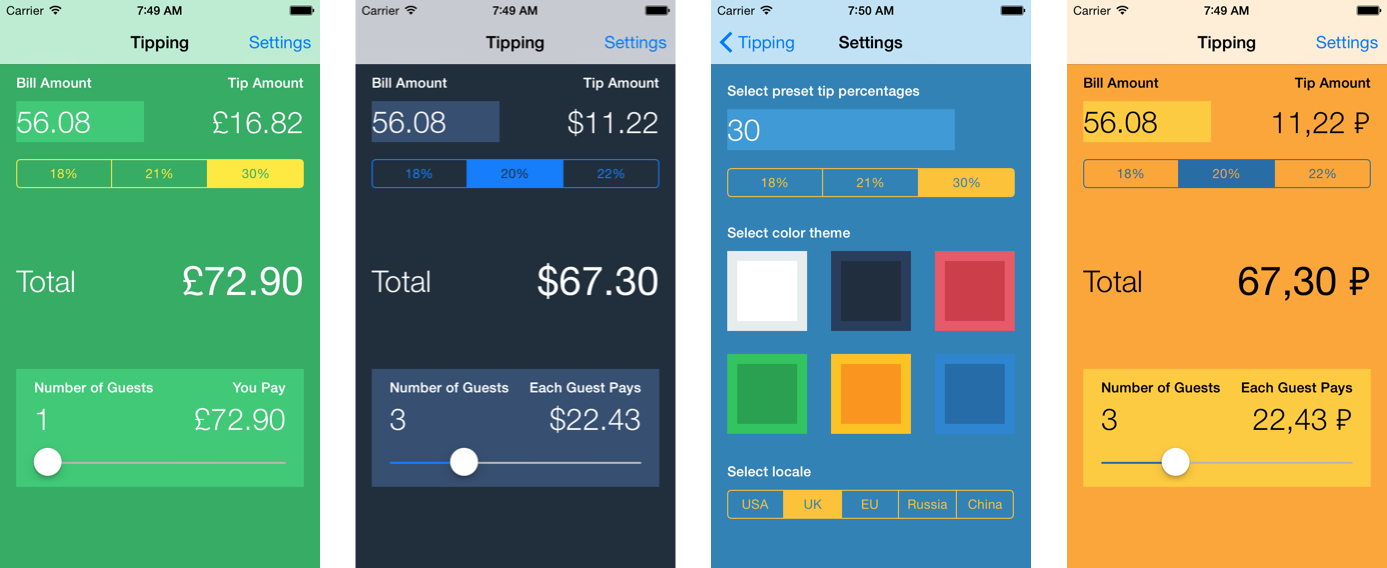 Carrier 7:49 AM
Tipping Settings
Bill Amount Tip Amount
56.08 £16.82
18% 21% 30%
Total £72.90
Number of Guests You Pay
1 £72.90
Carrier 7:49 AM
Tipping Settings
Bill Amount Tip Amount
56.08 $11.22
18% 20% 22%
Total $67.30
Number of Guests Each Guest Pays
3 $22.43
Carrier 7:50 AM
Tipping Settings
Select preset tip percentages
30
18% 21% 30%
Select color theme
Select locale
USA UK EU Russia China
Carrier 7:49 AM
Tipping Settings
Bill Amount Tip Amount
56.08 11,22 ₽
18% 20% 22%
Total 67,30 ₽
Number of Guests Each Guest Pays
3 22,43 ₽